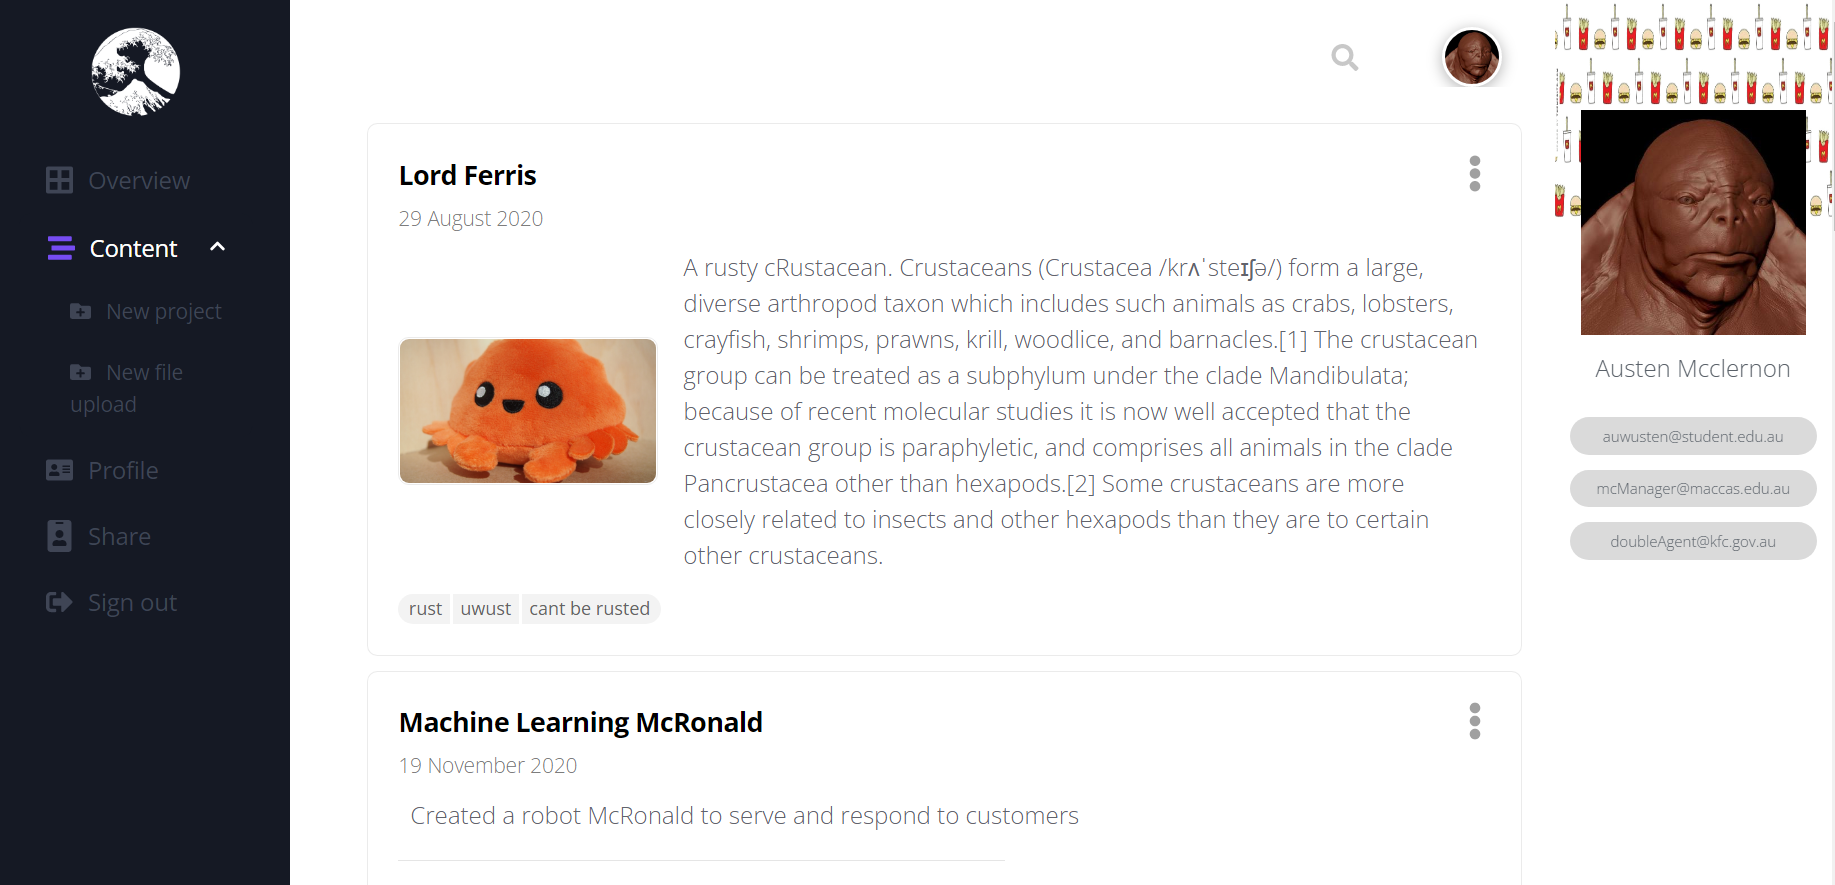 Overview
Content
New project
New file
upload
Profile
Share
Sign out
Lord Ferris
29 August 2020
A rusty cRustacean. Crustaceans (Crustacea /krʌˈsteɪʃə/) form a large,
diverse arthropod taxon which includes such animals as crabs, lobsters,
crayfish, shrimps, prawns, krill, woodlice, and barnacles.[1] The crustacean
group can be treated as a subphylum under the clade Mandibulata;
because of recent molecular studies it is now well accepted that the
crustacean group is paraphyletic, and comprises all animals in the clade
Pancrustacea other than hexapods.[2] Some crustaceans are more
closely related to insects and other hexapods than they are to certain
other crustaceans.
rust uwust cant be rusted
Machine Learning McRonald
19 November 2020
Created a robot McRonald to serve and respond to customers
Austen Mcclernon
auwusten@student.edu.au
mcManager@maccas.edu.au
doubleAgent@kfc.gov.au